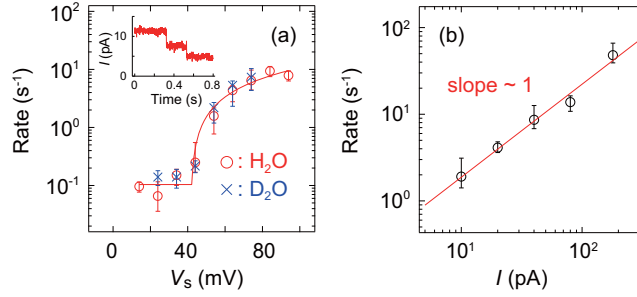 (a)
I (pA)
10
0
0 0.4 0.8
Time (s)
Rate (s⁻¹)
10²
10¹
10⁰
10⁻¹
○ : H₂O
× : D₂O
0 40 80
Vₛ (mV)
(b)
Rate (s⁻¹)
10²
10¹
10⁰
slope ~ 1
10¹ 10²
I (pA)